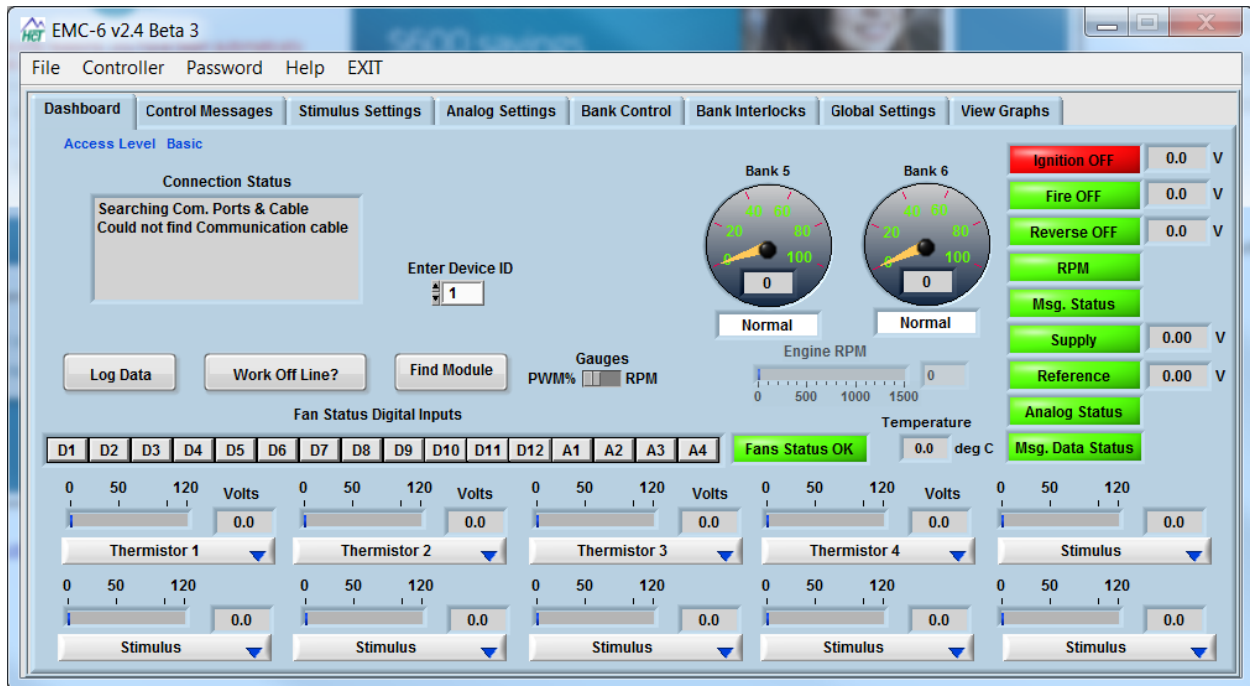 HCT EMC-6 v2.4 Beta 3
$600 savings
File Controller Password Help EXIT
Dashboard Control Messages Stimulus Settings Analog Settings Bank Control Bank Interlocks Global Settings View Graphs
Access Level Basic
Connection Status
Searching Com. Ports & Cable
Could not find Communication cable
Enter Device ID
1
Bank 5
0 20 40 60 80 100
0
Normal
Bank 6
0 20 40 60 80 100
0
Normal
Ignition OFF 0.0 V
Fire OFF 0.0 V
Reverse OFF 0.0 V
RPM
Msg. Status
Supply 0.00 V
Reference 0.00 V
Analog Status
Msg. Data Status
Log Data Work Off Line? Find Module
Gauges
PWM% RPM
Engine RPM
0
0 500 1000 1500
Fan Status Digital Inputs
D1 D2 D3 D4 D5 D6 D7 D8 D9 D10 D11 D12 A1 A2 A3 A4
Fans Status OK
Temperature
0.0 deg C
0 50 120 Volts 0 50 120 Volts 0 50 120 Volts 0 50 120 Volts 0 50 120
0.0 0.0 0.0 0.0 0.0
Thermistor 1 Thermistor 2 Thermistor 3 Thermistor 4 Stimulus
0 50 120 0 50 120 0 50 120 0 50 120 0 50 120
0.0 0.0 0.0 0.0 0.0
Stimulus Stimulus Stimulus Stimulus Stimulus